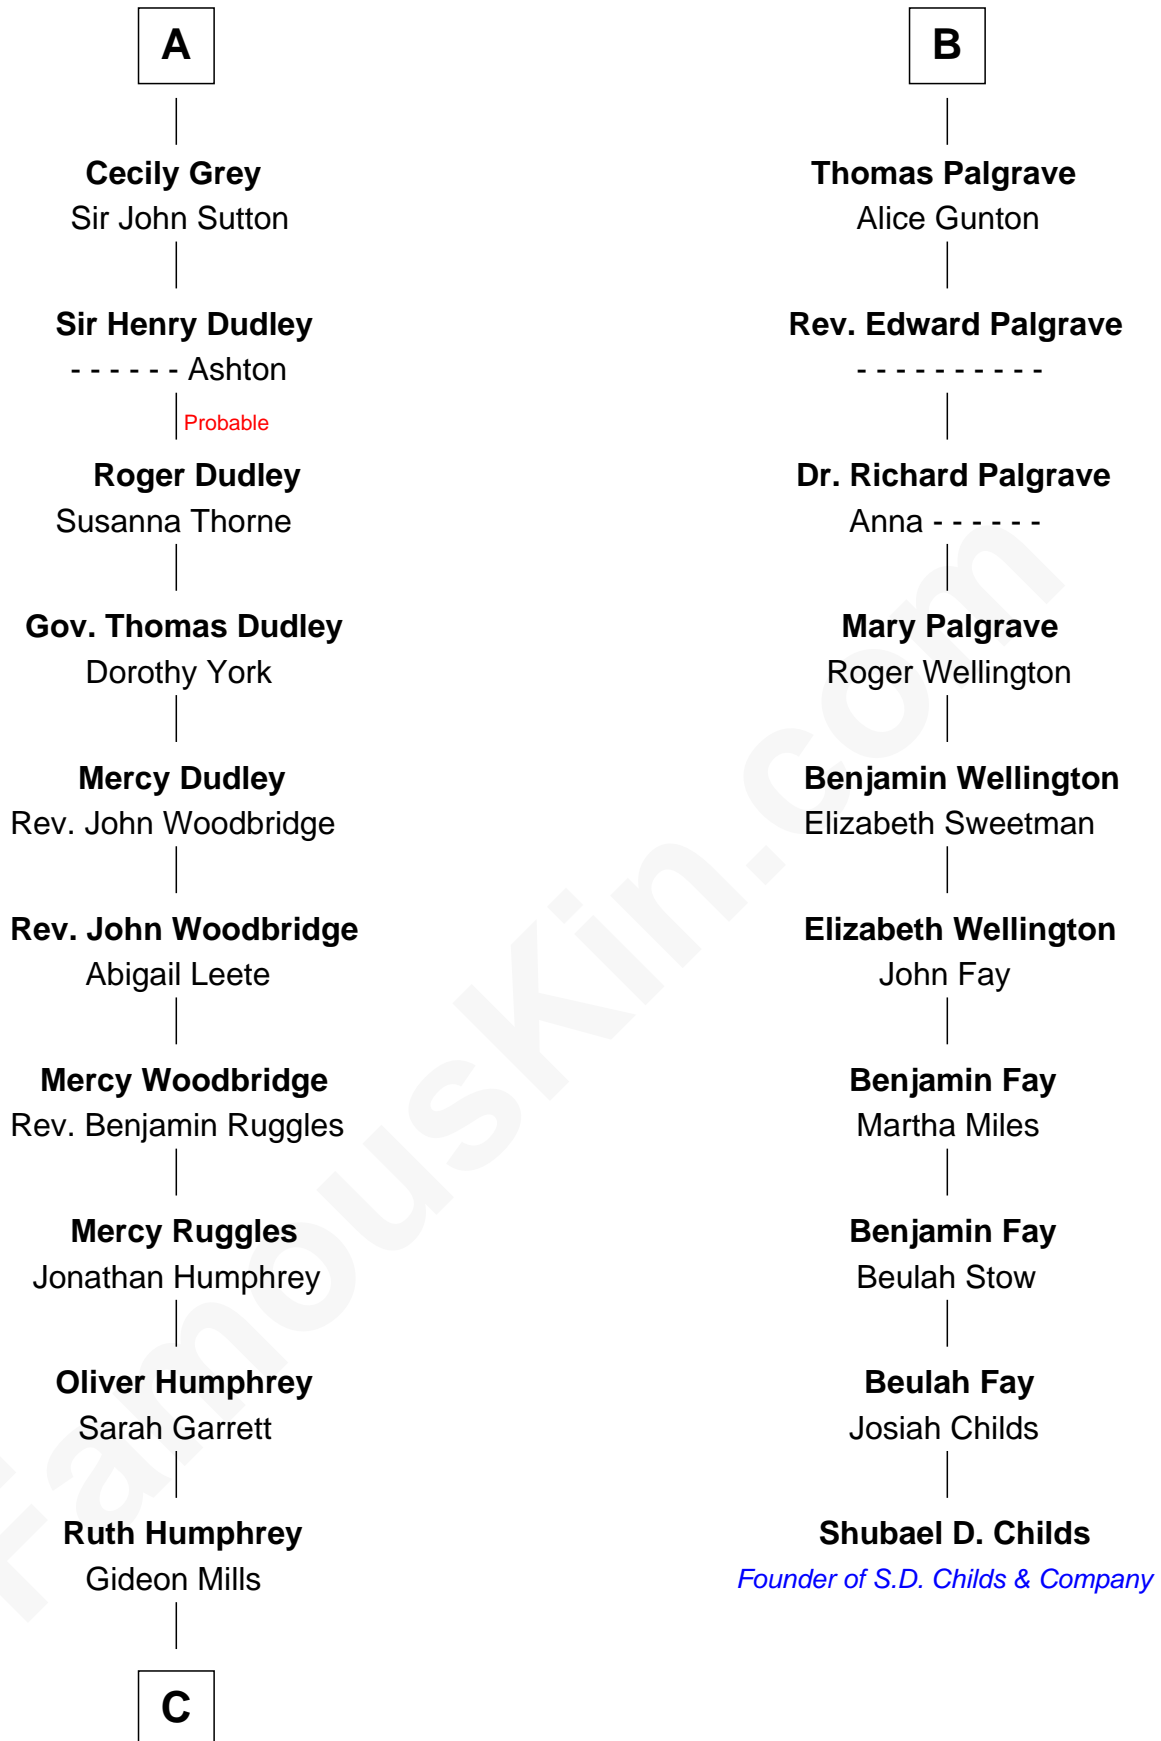 A
Cecily Grey
Sir John Sutton
Sir Henry Dudley
- - - - - - Ashton
Probable
Roger Dudley
Susanna Thorne
Gov. Thomas Dudley
Dorothy York
Mercy Dudley
Rev. John Woodbridge
Rev. John Woodbridge
Abigail Leete
Mercy Woodbridge
Rev. Benjamin Ruggles
Mercy Ruggles
Jonathan Humphrey
Oliver Humphrey
Sarah Garrett
Ruth Humphrey
Gideon Mills
C
B
Thomas Palgrave
Alice Gunton
Rev. Edward Palgrave
- - - - - - - - - -
Dr. Richard Palgrave
Anna - - - - - -
Mary Palgrave
Roger Wellington
Benjamin Wellington
Elizabeth Sweetman
Elizabeth Wellington
John Fay
Benjamin Fay
Martha Miles
Benjamin Fay
Beulah Stow
Beulah Fay
Josiah Childs
Shubael D. Childs
Founder of S.D. Childs & Company
FamousKin.com